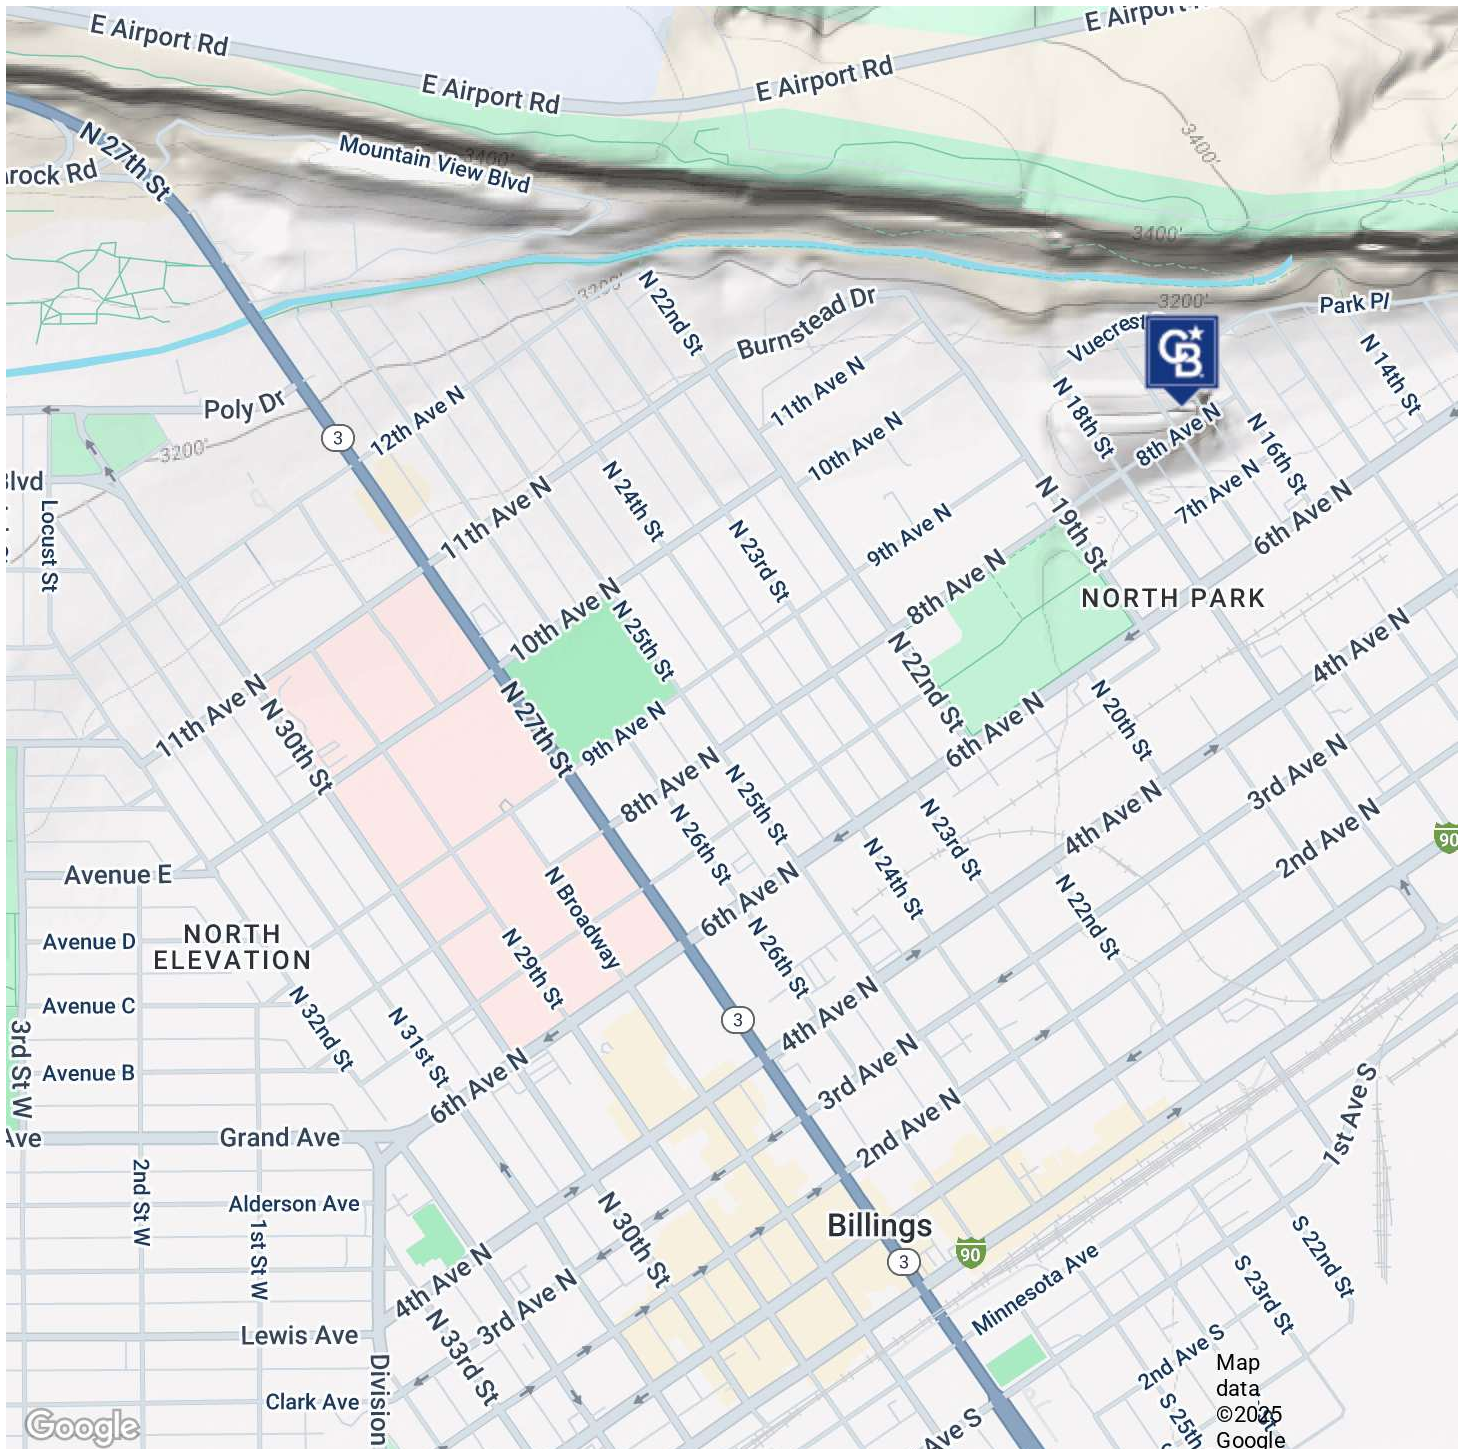 E Airport Rd
E Airport Rd
E Airport Rd
E Airport
N 27th St
Mountain View Blvd
3400'
3400'
3400'
rock Rd
3200'
3200'
N 22nd St
Burnstead Dr
Vuecrest
Park Pl
CB
N 14th St
Poly Dr
12th Ave N
11th Ave N
N 18th St
8th Ave N
N 16th St
3
3200'
10th Ave N
7th Ave N
6th Ave N
Blvd
Locust St
11th Ave N
N 24th St
N 23rd St
9th Ave N
N 19th St
8th Ave N
NORTH PARK
10th Ave N
N 25th St
N 22nd St
4th Ave N
11th Ave N
N 30th St
N 27th St
9th Ave N
6th Ave N
N 20th St
8th Ave N
N 25th St
N 26th St
N 23rd St
N 24th St
4th Ave N
3rd Ave N
2nd Ave N
90
Avenue E
N Broadway
6th Ave N
N 22nd St
Avenue D
NORTH
ELEVATION
N 29th St
N 26th St
Avenue C
N 32nd St
N 31st St
3
4th Ave N
3rd St W
Avenue B
6th Ave N
3rd Ave N
2nd Ave N
1st Ave S
Ave
Grand Ave
2nd St W
Alderson Ave
1st St W
N 30th St
Billings
3
90
Minnesota Ave
S 22nd St
S 23rd St
4th Ave N
3rd Ave N
Lewis Ave
N 33rd St
Division
Clark Ave
2nd Ave S
S 25th
Ave S
Google
Map
data
©2025
Google